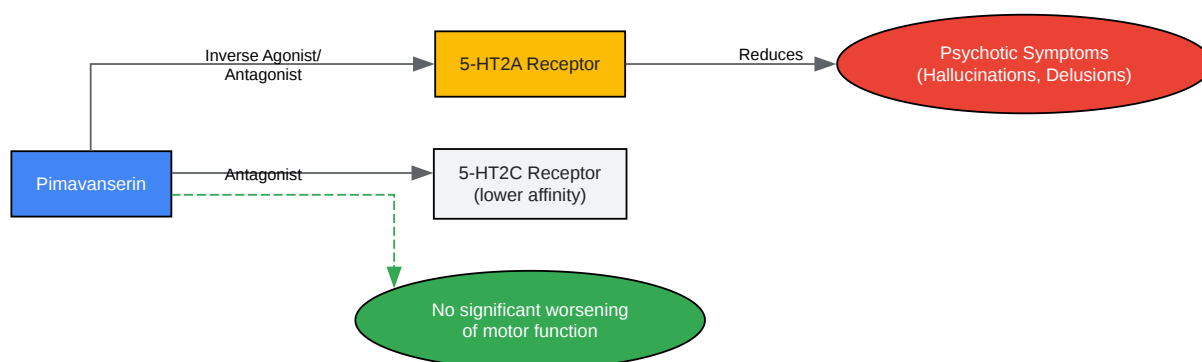 Inverse Agonist/
Antagonist
5-HT2A Receptor
Reduces
Psychotic Symptoms
(Hallucinations, Delusions)
Pimavanserin
Antagonist
5-HT2C Receptor
(lower affinity)
No significant worsening
of motor function